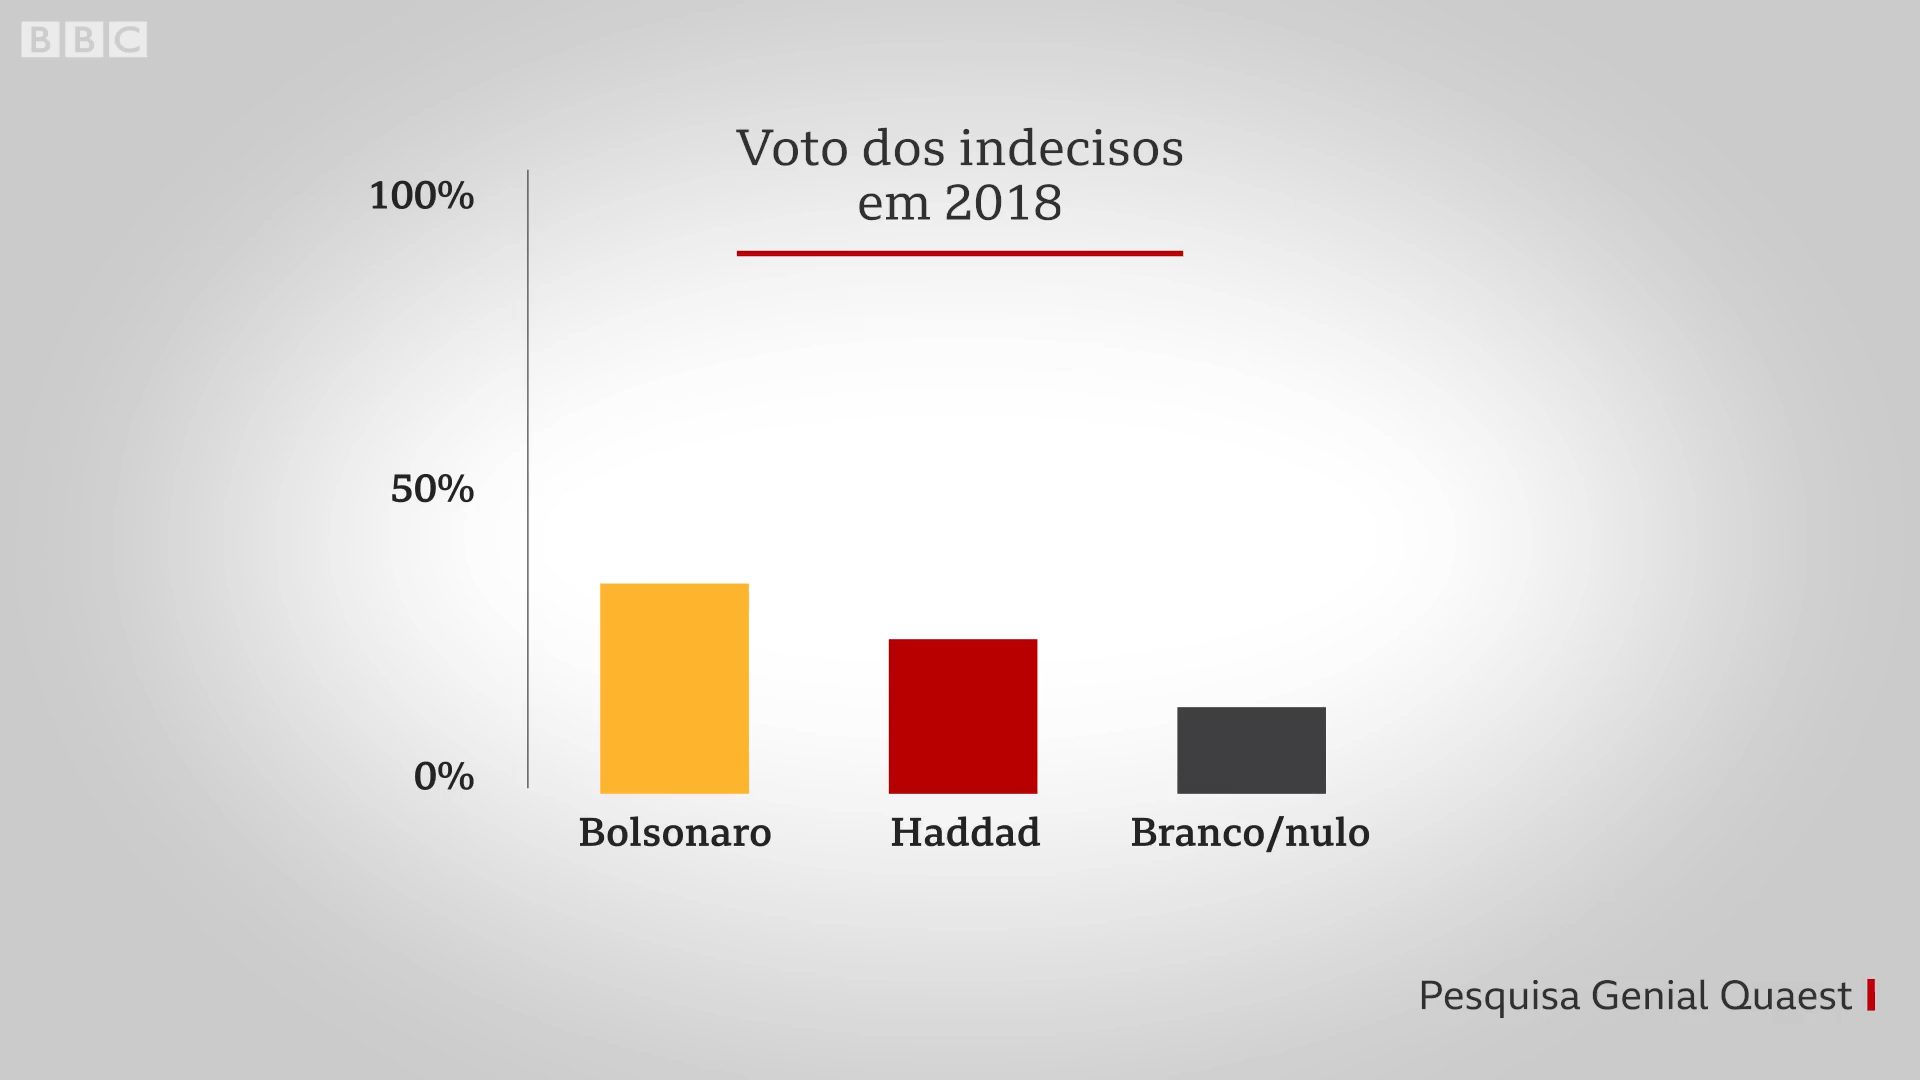 BBC
Voto dos indecisos
em 2018
100%
50%
0%
Bolsonaro
Haddad
Branco/nulo
Pesquisa Genial Quaest